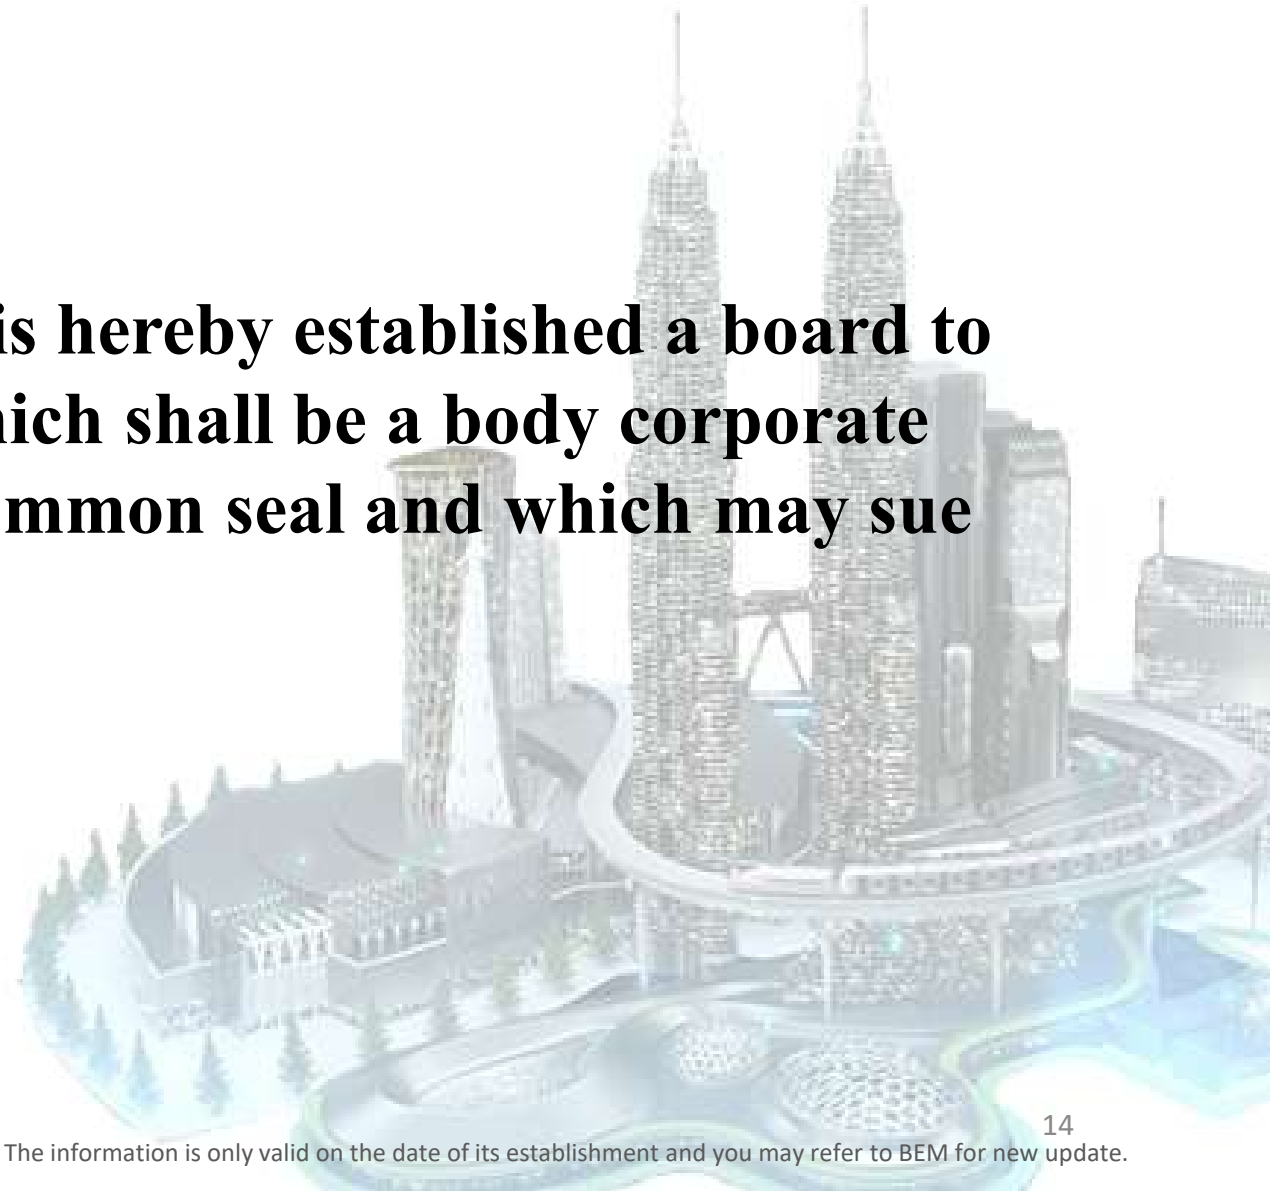 is hereby established a board to
hich shall be a body corporate
mmon seal and which may sue
14
The information is only valid on the date of its establishment and you may refer to BEM for new update.